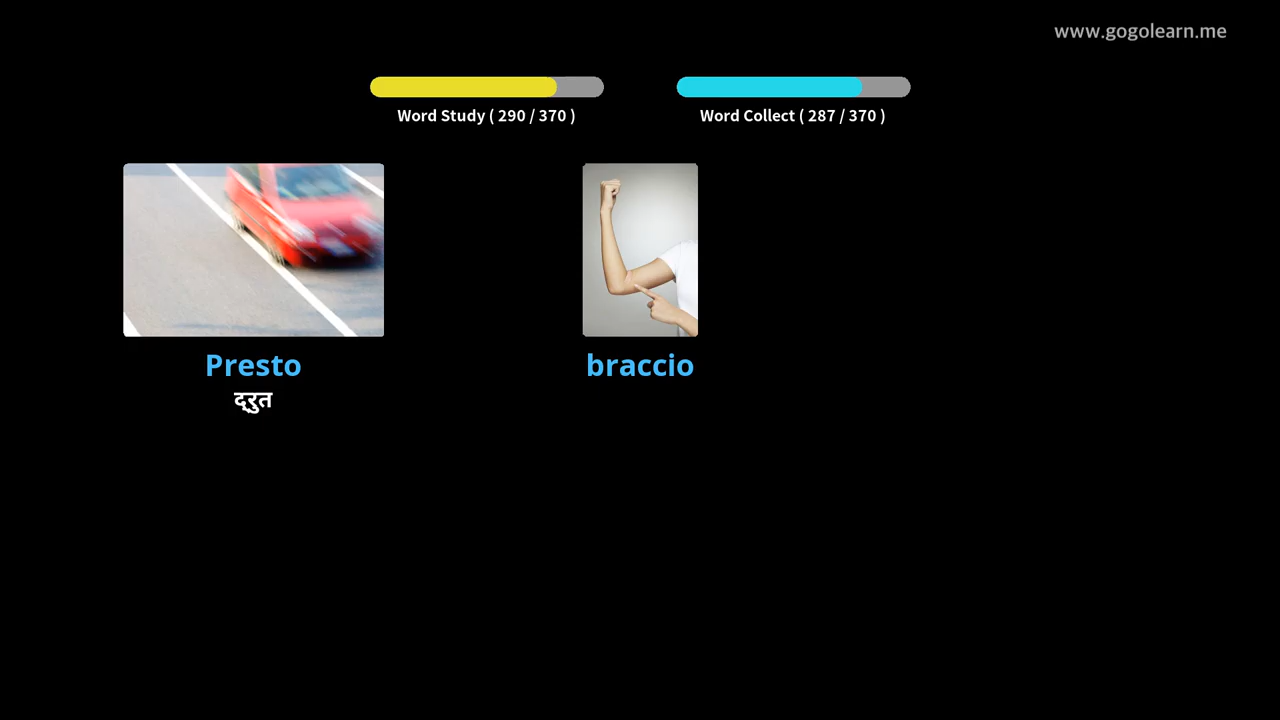 www.gogolearn.me
Word Study ( 290 / 370 )
Word Collect ( 287 / 370 )
Presto
braccio
द्रुत